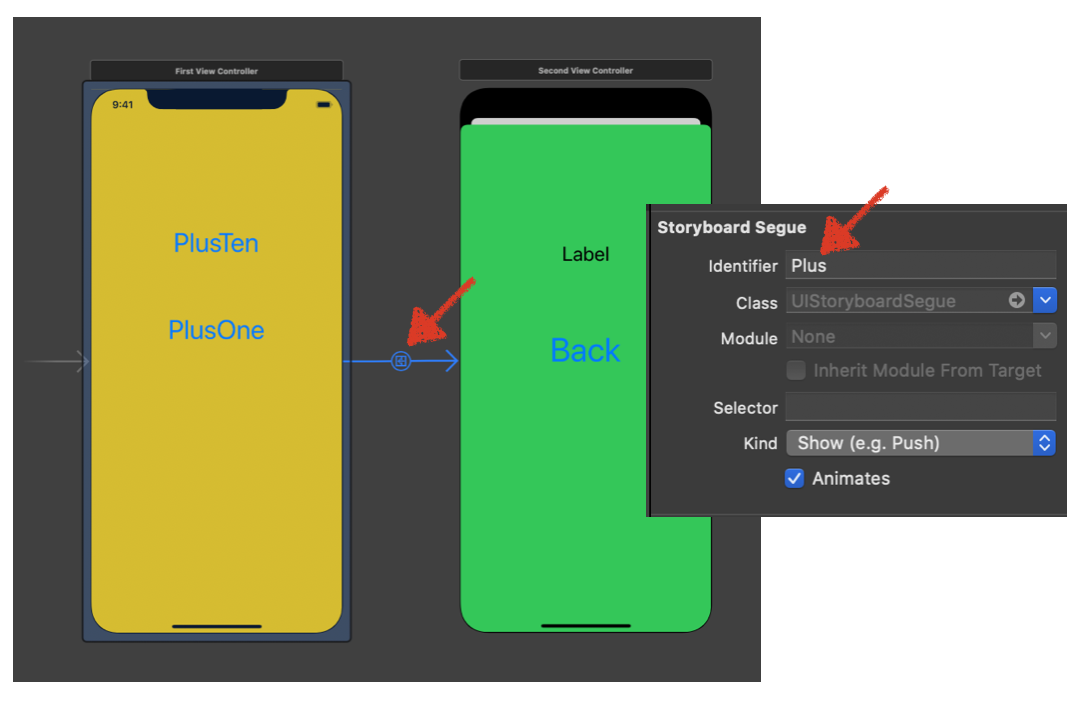 First View Controller
Second View Controller
9:41
PlusTen
PlusOne
Label
Back
Storyboard Segue
Identifier Plus
Class UIStoryboardSegue
Module None
Inherit Module From Target
Selector
Kind Show (e.g. Push)
Animates